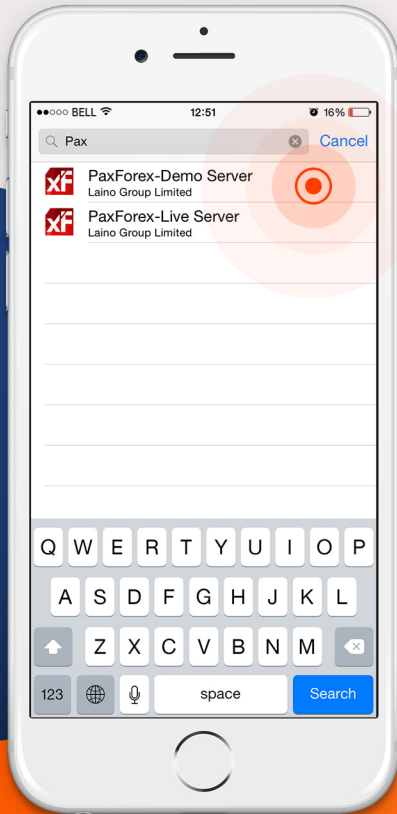 BELL 12:51 16%
Pax Cancel
xF PaxForex-Demo Server
Laino Group Limited
xF PaxForex-Live Server
Laino Group Limited
Q W E R T Y U I O P
A S D F G H J K L
Z X C V B N M
123 space Search